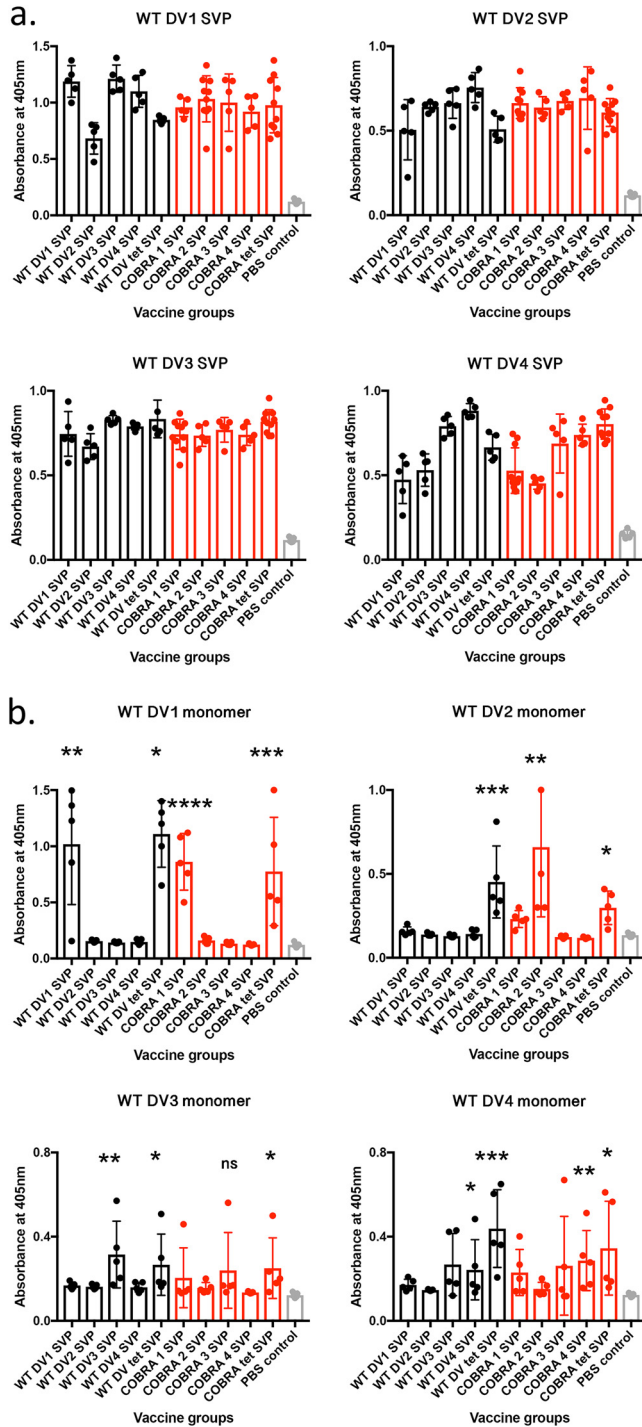 a.
WT DV1 SVP
Absorbance at 405nm
1.5
1.0
0.5
0.0
WT DV1 SVP
WT DV2 SVP
WT DV3 SVP
WT DV4 SVP
WT DV tet SVP
COBRA 1 SVP
COBRA 2 SVP
COBRA 3 SVP
COBRA 4 SVP
COBRA tet SVP
PBS control
Vaccine groups
WT DV2 SVP
Absorbance at 405nm
1.0
0.5
0.0
WT DV1 SVP
WT DV2 SVP
WT DV3 SVP
WT DV4 SVP
WT DV tet SVP
COBRA 1 SVP
COBRA 2 SVP
COBRA 3 SVP
COBRA 4 SVP
COBRA tet SVP
PBS control
Vaccine groups
WT DV3 SVP
Absorbance at 405nm
1.0
0.5
0.0
WT DV1 SVP
WT DV2 SVP
WT DV3 SVP
WT DV4 SVP
WT DV tet SVP
COBRA 1 SVP
COBRA 2 SVP
COBRA 3 SVP
COBRA 4 SVP
COBRA tet SVP
PBS control
Vaccine groups
WT DV4 SVP
Absorbance at 405nm
1.0
0.5
0.0
WT DV1 SVP
WT DV2 SVP
WT DV3 SVP
WT DV4 SVP
WT DV tet SVP
COBRA 1 SVP
COBRA 2 SVP
COBRA 3 SVP
COBRA 4 SVP
COBRA tet SVP
PBS control
Vaccine groups
b.
WT DV1 monomer
** * **** ***
Absorbance at 405nm
1.5
1.0
0.5
0.0
WT DV1 SVP
WT DV2 SVP
WT DV3 SVP
WT DV4 SVP
WT DV tet SVP
COBRA 1 SVP
COBRA 2 SVP
COBRA 3 SVP
COBRA 4 SVP
COBRA tet SVP
PBS control
Vaccine groups
WT DV2 monomer
*** ** *
Absorbance at 405nm
1.0
0.5
0.0
WT DV1 SVP
WT DV2 SVP
WT DV3 SVP
WT DV4 SVP
WT DV tet SVP
COBRA 1 SVP
COBRA 2 SVP
COBRA 3 SVP
COBRA 4 SVP
COBRA tet SVP
PBS control
Vaccine groups
WT DV3 monomer
** * ns *
Absorbance at 405nm
0.8
0.4
0.0
WT DV1 SVP
WT DV2 SVP
WT DV3 SVP
WT DV4 SVP
WT DV tet SVP
COBRA 1 SVP
COBRA 2 SVP
COBRA 3 SVP
COBRA 4 SVP
COBRA tet SVP
PBS control
Vaccine groups
WT DV4 monomer
* *** ** *
Absorbance at 405nm
0.8
0.4
0.0
WT DV1 SVP
WT DV2 SVP
WT DV3 SVP
WT DV4 SVP
WT DV tet SVP
COBRA 1 SVP
COBRA 2 SVP
COBRA 3 SVP
COBRA 4 SVP
COBRA tet SVP
PBS control
Vaccine groups